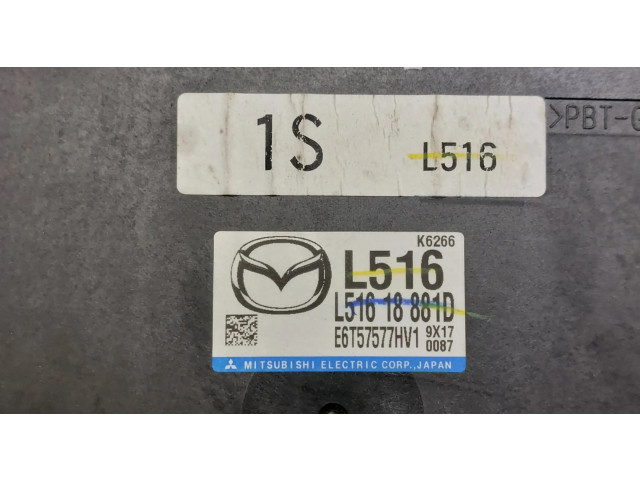 1S L516
>PBT-G
K6266
L516
L516 18 881D
E6T57577HV1 9X17
0087
MITSUBISHI ELECTRIC CORP., JAPAN